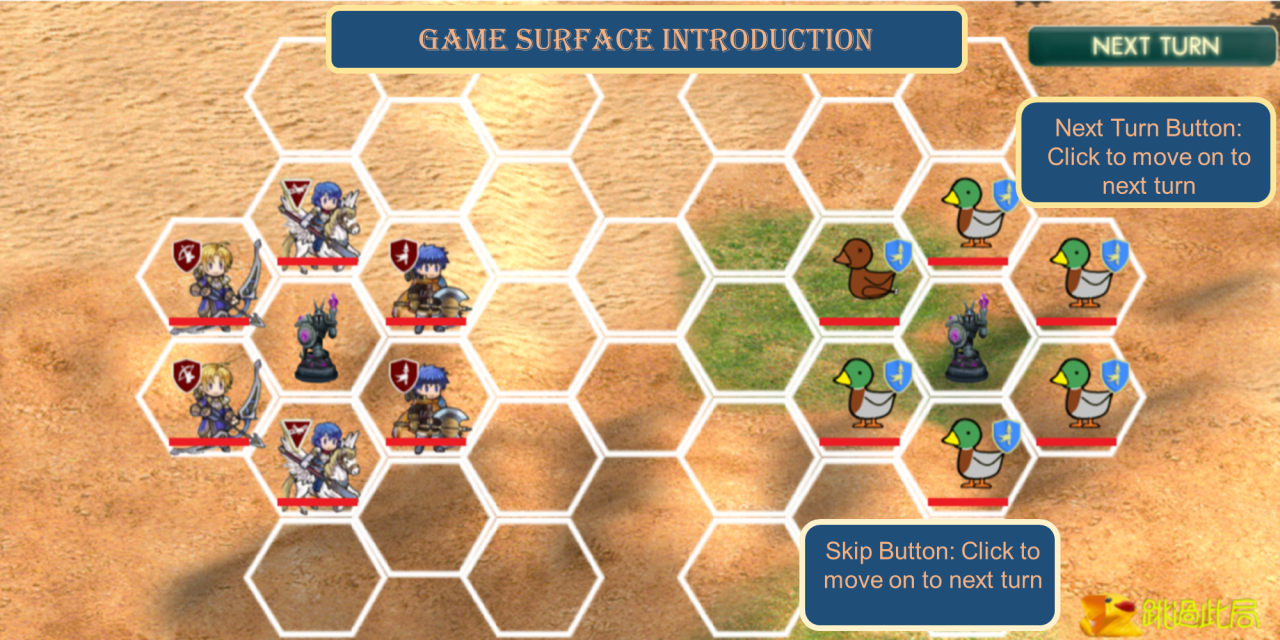 GAME SURFACE INTRODUCTION
NEXT TURN
Next Turn Button:
Click to move on to
next turn
Skip Button: Click to
move on to next turn
跳過此局